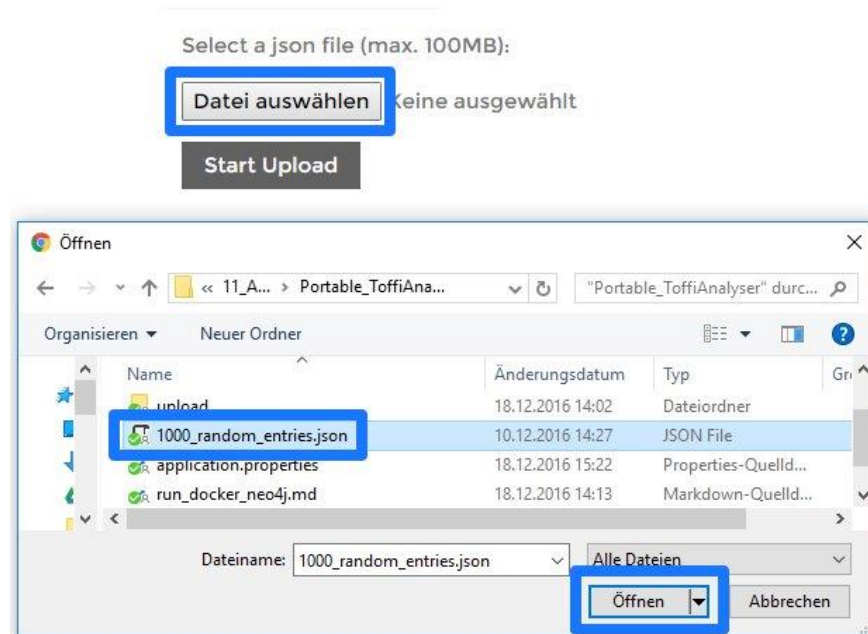 Select a json file (max. 100MB):
Datei auswählen Keine ausgewählt
Start Upload
Öffnen
« 11_A... > Portable_ToffiAna...
"Portable_ToffiAnalyser" durc...
Organisieren Neuer Ordner
Name Änderungsdatum Typ Gr
upload 18.12.2016 14:02 Dateiordner
1000_random_entries.json 10.12.2016 14:27 JSON File
application.properties 18.12.2016 15:22 Properties-Quelld...
run_docker_neo4j.md 18.12.2016 14:13 Markdown-Quelld...
Dateiname: 1000_random_entries.json Alle Dateien
Öffnen Abbrechen